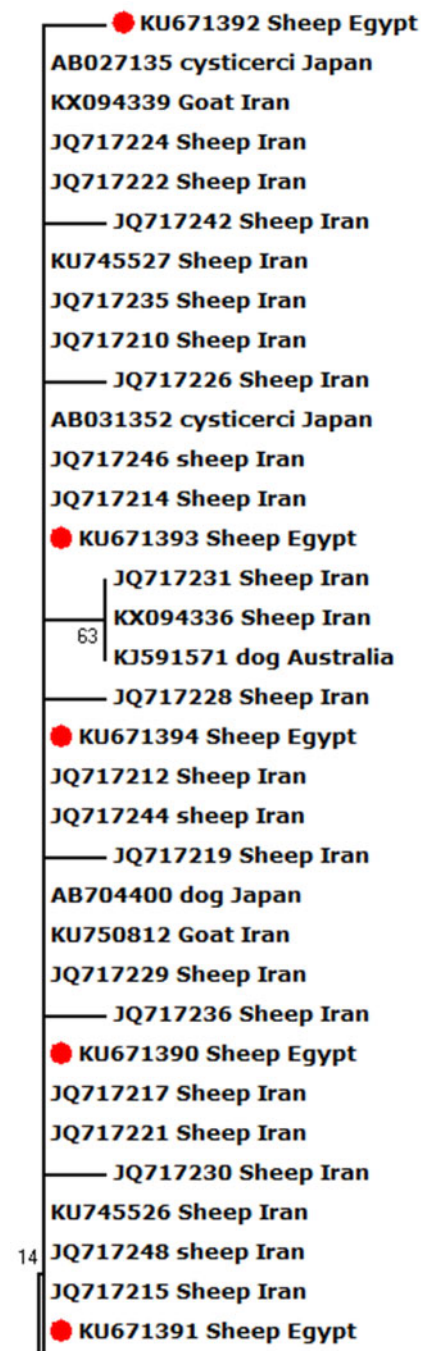 KU671392 Sheep Egypt
AB027135 cysticerci Japan
KX094339 Goat Iran
JQ717224 Sheep Iran
JQ717222 Sheep Iran
JQ717242 Sheep Iran
KU745527 Sheep Iran
JQ717235 Sheep Iran
JQ717210 Sheep Iran
JQ717226 Sheep Iran
AB031352 cysticerci Japan
JQ717246 sheep Iran
JQ717214 Sheep Iran
KU671393 Sheep Egypt
JQ717231 Sheep Iran
KX094336 Sheep Iran
63
KJ591571 dog Australia
JQ717228 Sheep Iran
KU671394 Sheep Egypt
JQ717212 Sheep Iran
JQ717244 sheep Iran
JQ717219 Sheep Iran
AB704400 dog Japan
KU750812 Goat Iran
JQ717229 Sheep Iran
JQ717236 Sheep Iran
KU671390 Sheep Egypt
JQ717217 Sheep Iran
JQ717221 Sheep Iran
JQ717230 Sheep Iran
KU745526 Sheep Iran
14
JQ717248 sheep Iran
JQ717215 Sheep Iran
KU671391 Sheep Egypt